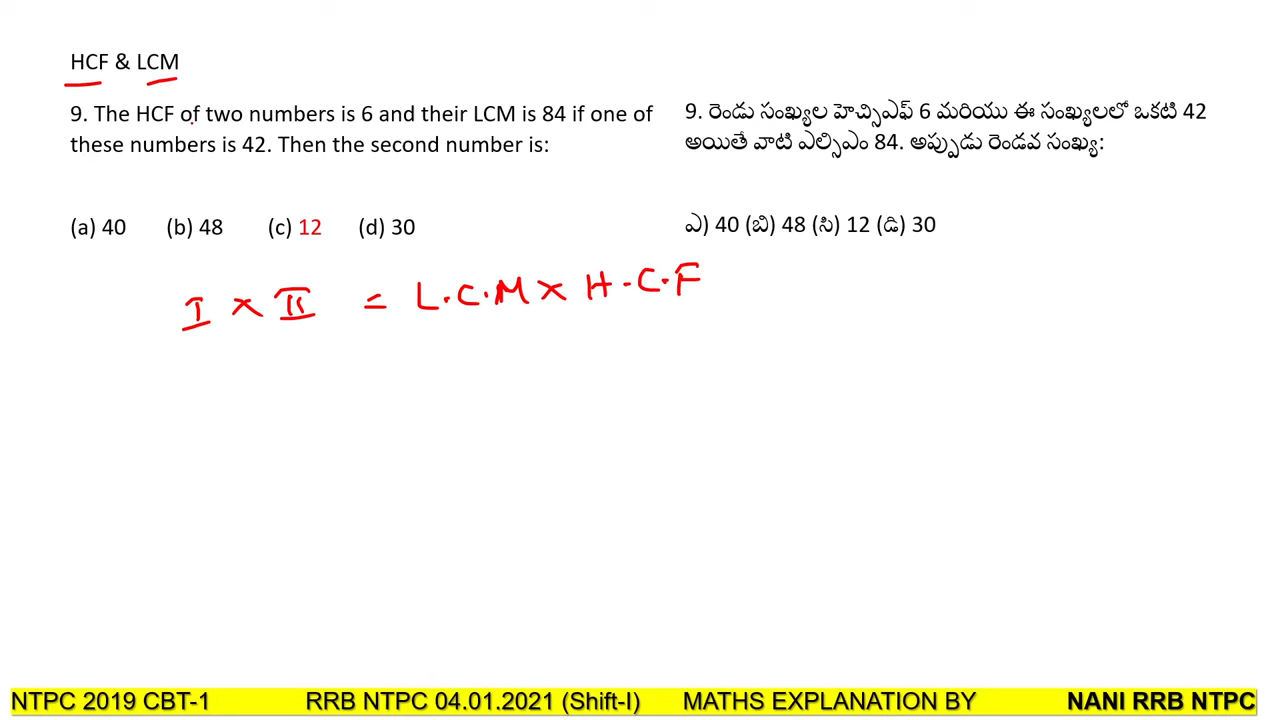 HCF & LCM
9. The HCF of two numbers is 6 and their LCM is 84 if one of
these numbers is 42. Then the second number is:
(a) 40 (b) 48 (c) 12 (d) 30
9. రెండు సంఖ్యల హెచ్సిఎఫ్ 6 మరియు ఈ సంఖ్యలలో ఒకటి 42
అయితే వాటి ఎల్సిఎం 84. అప్పుడు రెండవ సంఖ్య:
ఎ) 40 (బి) 48 (సి) 12 (డి) 30
I × II = L.C.M × H.C.F
NTPC 2019 CBT-1 RRB NTPC 04.01.2021 (Shift-I) MATHS EXPLANATION BY NANI RRB NTPC